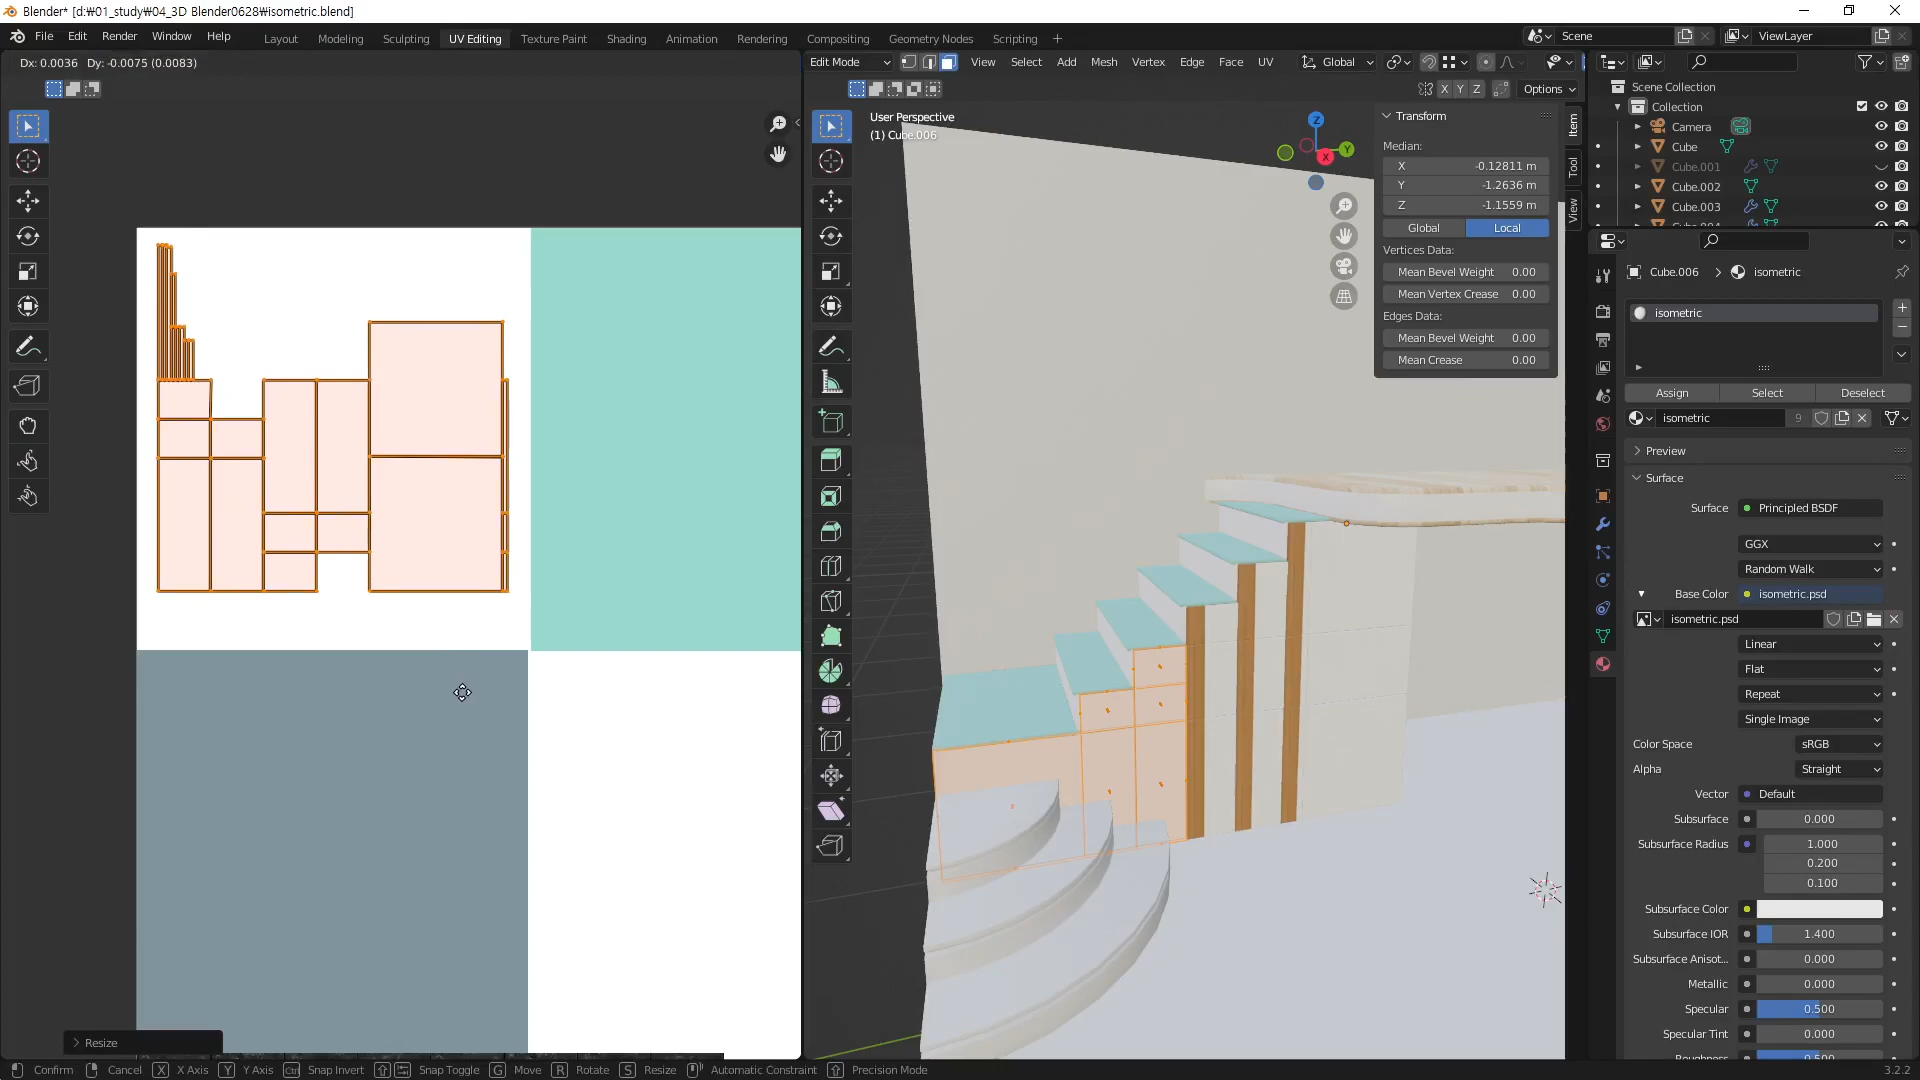 Blender* [d:₩01_study₩04_3D Blender0628₩isometric.blend]
File Edit Render Window Help
Layout Modeling Sculpting UV Editing Texture Paint Shading Animation Rendering Compositing Geometry Nodes Scripting +
Scene
ViewLayer
Dx: 0.0036 Dy: -0.0075 (0.0083)
Edit Mode
View Select Add Mesh Vertex Edge Face UV
Global
X Y Z
Options
User Perspective
(1) Cube.006
Z
Y
X
Transform
Median:
X -0.12811 m
Y -1.2636 m
Z -1.1559 m
Global Local
Vertices Data:
Mean Bevel Weight 0.00
Mean Vertex Crease 0.00
Edges Data:
Mean Bevel Weight 0.00
Mean Crease 0.00
Item
Tool
View
Scene Collection
Collection
Camera
Cube
Cube.001
Cube.002
Cube.003
Cube.006 isometric
isometric
Assign Select Deselect
isometric 9
Preview
Surface
Surface Principled BSDF
GGX
Random Walk
Base Color isometric.psd
isometric.psd
Linear
Flat
Repeat
Single Image
Color Space sRGB
Alpha Straight
Vector Default
Subsurface 0.000
Subsurface Radius 1.000
0.200
0.100
Subsurface Color
Subsurface IOR 1.400
Subsurface Anisot... 0.000
Metallic 0.000
Specular 0.500
Specular Tint 0.000
Roughness 0.500
Resize
Confirm Cancel X X Axis Y Y Axis Ctrl Snap Invert Snap Toggle G Move R Rotate S Resize Automatic Constraint Precision Mode
3.2.2